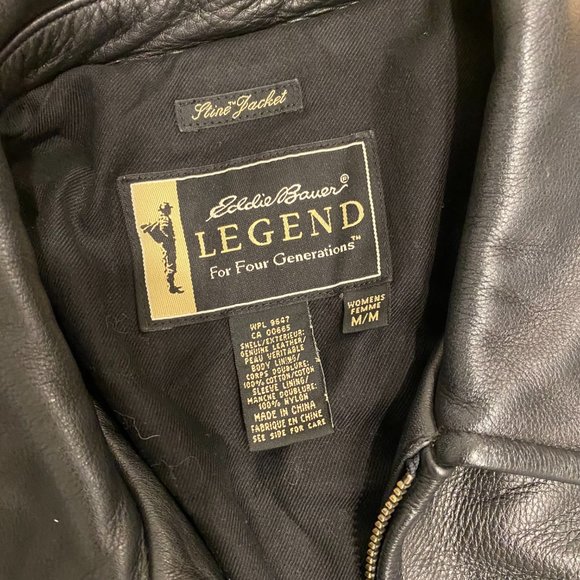 Stine™ Jacket
Eddie Bauer®
LEGEND
For Four Generations™
WOMENS
FEMME
M/M
WPL 9647
CA 00665
SHELL/EXTERIEUR:
GENUINE LEATHER/
PEAU VERITABLE
BODY LINING/
CORPS DOUBLURE:
100% COTTON/COTON
SLEEVE LINING/
MANCHE DOUBLURE:
100% NYLON
MADE IN CHINA
FABRIQUE EN CHINE
SEE SIDE FOR CARE